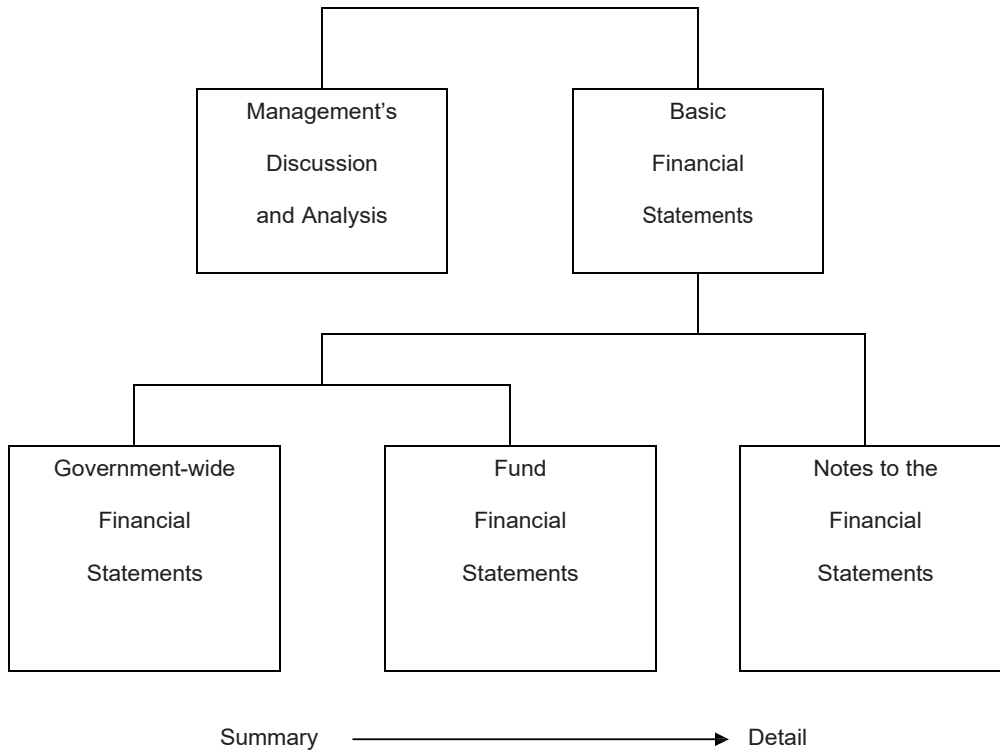 Management’s
Discussion
and Analysis
Basic
Financial
Statements
Government-wide
Financial
Statements
Fund
Financial
Statements
Notes to the
Financial
Statements
Summary
Detail